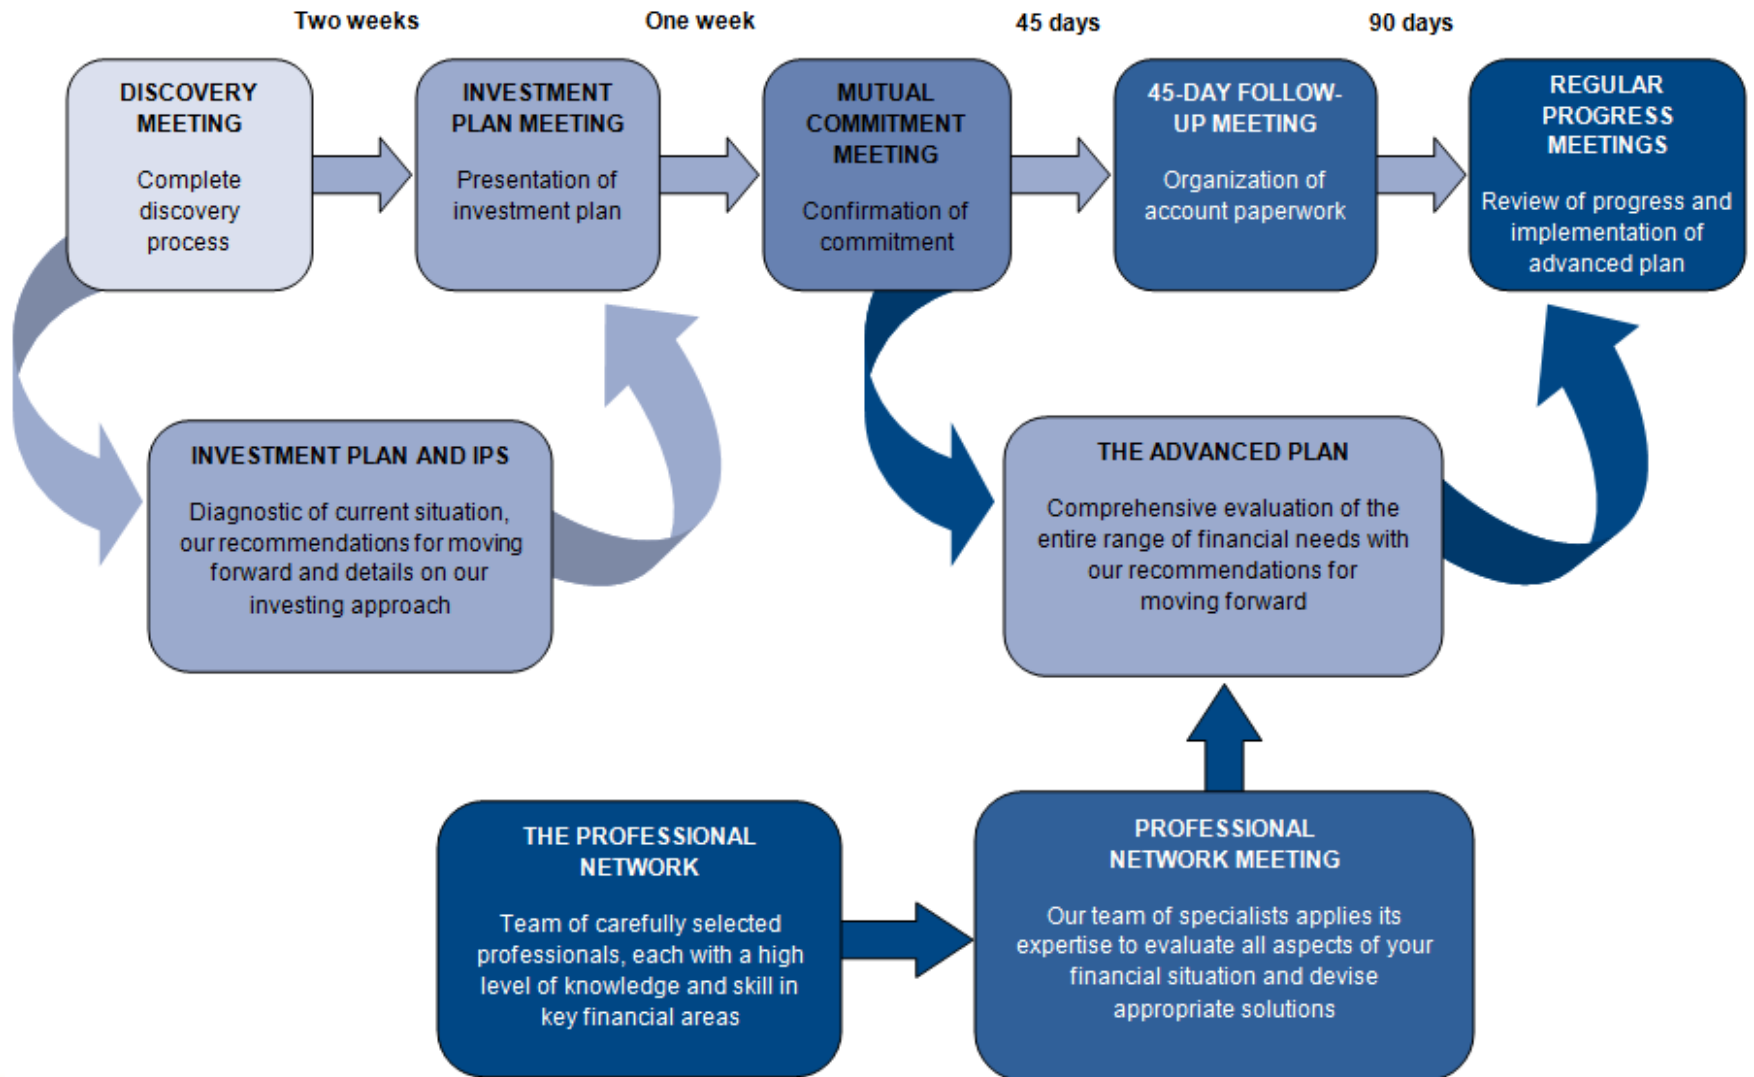 Two weeks
One week
45 days
90 days
DISCOVERY
MEETING
Complete
discovery
process
INVESTMENT
PLAN MEETING
Presentation of
investment plan
MUTUAL
COMMITMENT
MEETING
Confirmation of
commitment
45-DAY FOLLOW-
UP MEETING
Organization of
account paperwork
REGULAR
PROGRESS
MEETINGS
Review of progress and
implementation of
advanced plan
INVESTMENT PLAN AND IPS
Diagnostic of current situation,
our recommendations for moving
forward and details on our
investing approach
THE ADVANCED PLAN
Comprehensive evaluation of the
entire range of financial needs with
our recommendations for
moving forward
THE PROFESSIONAL
NETWORK
Team of carefully selected
professionals, each with a high
level of knowledge and skill in
key financial areas
PROFESSIONAL
NETWORK MEETING
Our team of specialists applies its
expertise to evaluate all aspects of your
financial situation and devise
appropriate solutions